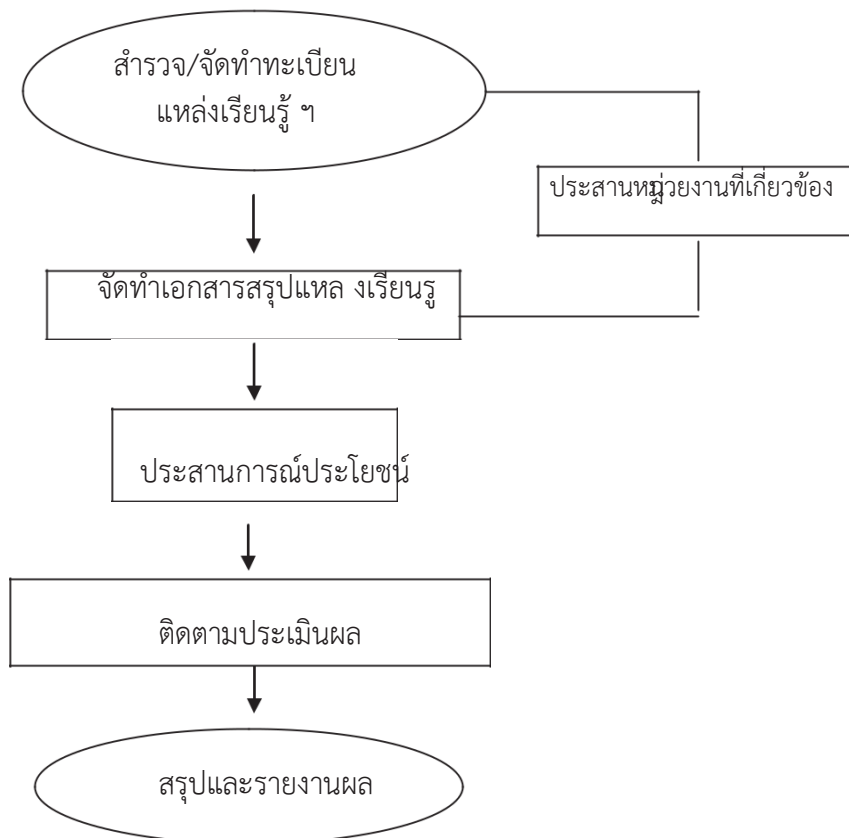 สำรวจ/จัดทำทะเบียน
แหล่งเรียนรู้ ฯ
ประสานหน่วยงานที่เกี่ยวข้อง
จัดทำเอกสารสรุปแหล งเรียนรู
ประสานการณ์ประโยชน์
ติดตามประเมินผล
สรุปและรายงานผล